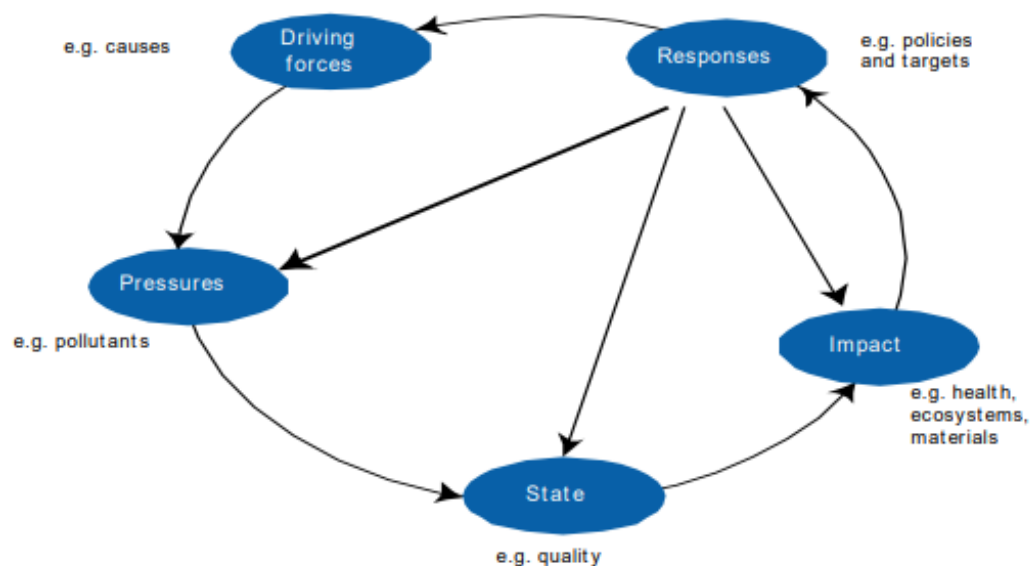 Driving
forces
e.g. causes
Responses
e.g. policies
and targets
Pressures
e.g. pollutants
Impact
e.g. health,
ecosystems,
materials
State
e.g. quality